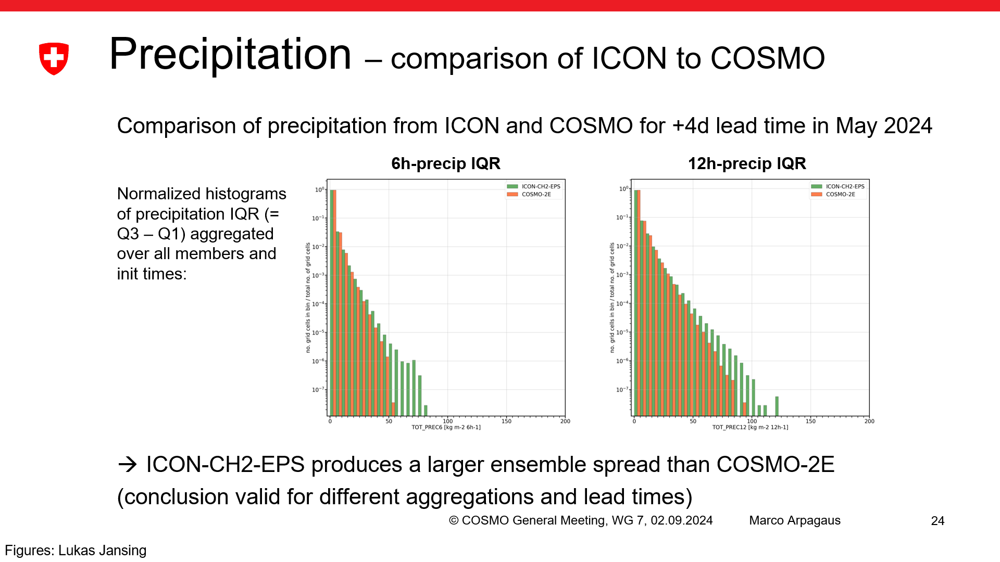 Precipitation – comparison of ICON to COSMO
Comparison of precipitation from ICON and COSMO for +4d lead time in May 2024
Normalized histograms
of precipitation IQR (=
Q3 – Q1) aggregated
over all members and
init times:
6h-precip IQR
ICON-CH2-EPS
COSMO-2E
10⁰
10⁻¹
10⁻²
10⁻³
10⁻⁴
10⁻⁵
10⁻⁶
10⁻⁷
no. grid cells in bin / total no. of grid cells
0 50 100 150 200
TOT_PREC6 [kg m-2 6h-1]
12h-precip IQR
ICON-CH2-EPS
COSMO-2E
10⁰
10⁻¹
10⁻²
10⁻³
10⁻⁴
10⁻⁵
10⁻⁶
10⁻⁷
no. grid cells in bin / total no. of grid cells
0 50 100 150 200
TOT_PREC12 [kg m-2 12h-1]
→ ICON-CH2-EPS produces a larger ensemble spread than COSMO-2E
(conclusion valid for different aggregations and lead times)
© COSMO General Meeting, WG 7, 02.09.2024 Marco Arpagaus 24
Figures: Lukas Jansing